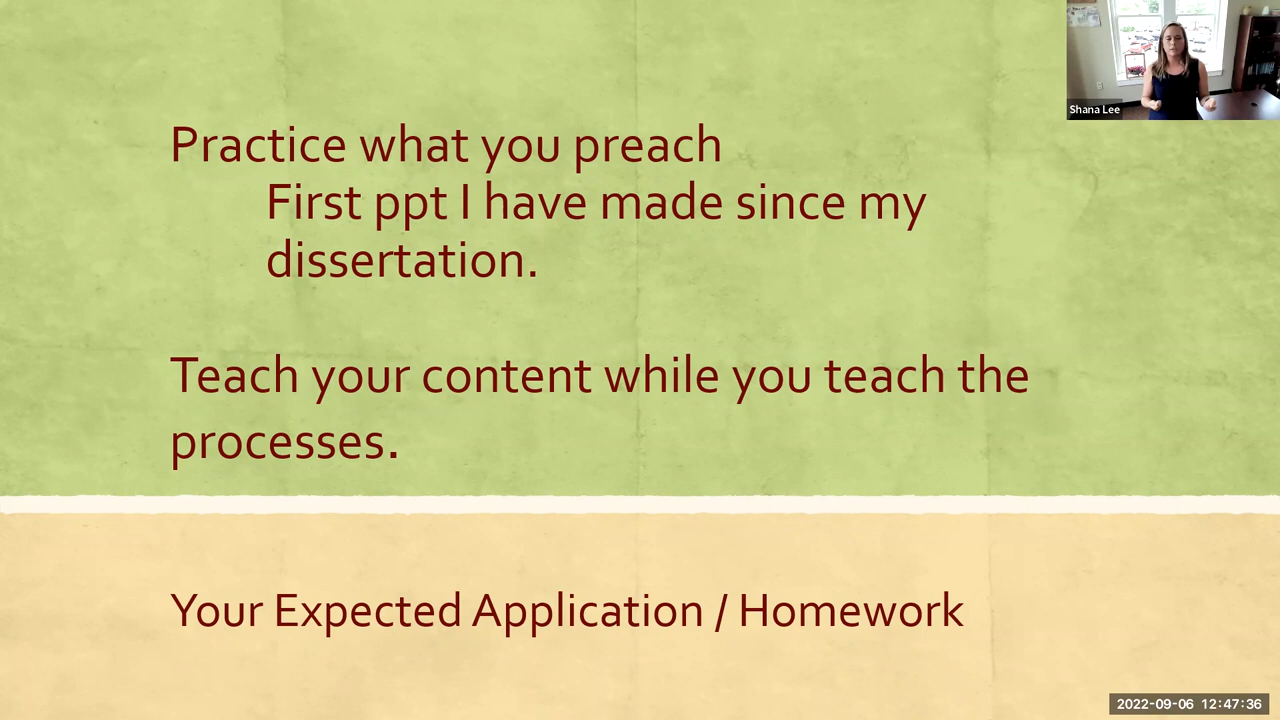 Shana Lee
Practice what you preach
First ppt I have made since my
dissertation.
Teach your content while you teach the
processes.
Your Expected Application / Homework
2022-09-06 12:47:36